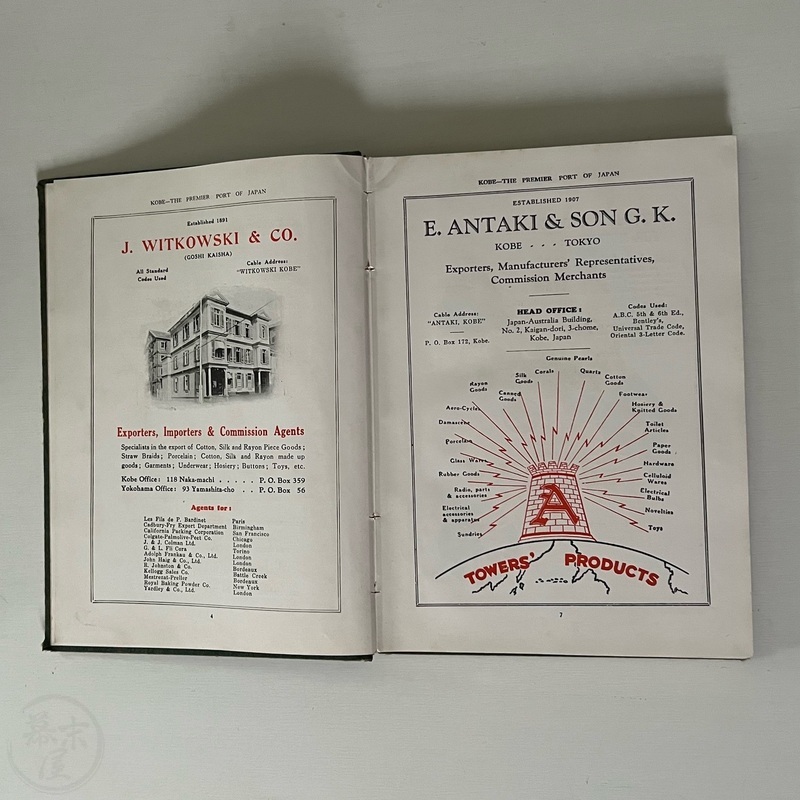 KOBE—THE PREMIER PORT OF JAPAN
Established 1891
J. WITKOWSKI & CO.
(GOSHI KAISHA)
All Standard
Codes Used
Cable Address:
"WITKOWSKI KOBE"
Exporters, Importers & Commission Agents
Specialists in the export of Cotton, Silk and Rayon Piece Goods;
Straw Braids; Porcelain; Cotton, Silk and Rayon made up
goods; Garments; Underwear; Hosiery; Buttons; Toys, etc.
Kobe Office: 118 Naka-machi . . . . . P. O. Box 359
Yokohama Office: 93 Yamashita-cho . . P. O. Box 56
Agents for:
Les Fils de P. Bardinet Paris
Cadbury-Fry Export Department Birmingham
California Packing Corporation San Francisco
Colgate-Palmolive-Peet Co. Chicago
J. & J. Colman Ltd. London
G. & L. Fli Cora Torino
Adolph Frankau & Co., Ltd. London
John Haig & Co., Ltd. London
R. Johnston & Co. Bordeaux
Kellogg Sales Co. Battle Creek
Mestrezat-Preller Bordeaux
Royal Baking Powder Co. New York
Yardley & Co., Ltd. London
4
KOBE—THE PREMIER PORT OF JAPAN
ESTABLISHED 1907
E. ANTAKI & SON G. K.
KOBE - - - TOKYO
Exporters, Manufacturers' Representatives,
Commission Merchants
Cable Address:
"ANTAKI, KOBE"
P. O. Box 172, Kobe.
HEAD OFFICE:
Japan-Australia Building,
No. 2, Kaigan-dori, 3-chome,
Kobe, Japan
Codes Used:
A.B.C. 5th & 6th Ed.,
Bentley's,
Universal Trade Code,
Oriental 3-Letter Code.
Genuine Pearls
Corals
Quartz
Silk
Goods
Cotton
Goods
Rayon
Goods
Canned
Goods
Footwear
Aero-Cycles
Hosiery &
Knitted Goods
Damascene
Toilet
Articles
Porcelain
Paper
Goods
Glass Wares
Hardware
Rubber Goods
Celluloid
Wares
Radio, parts
& accessories
Electrical
Bulbs
Electrical
accessories
& apparatus
Novelties
Sundries
Toys
A
TOWERS' PRODUCTS
7
幕末屋